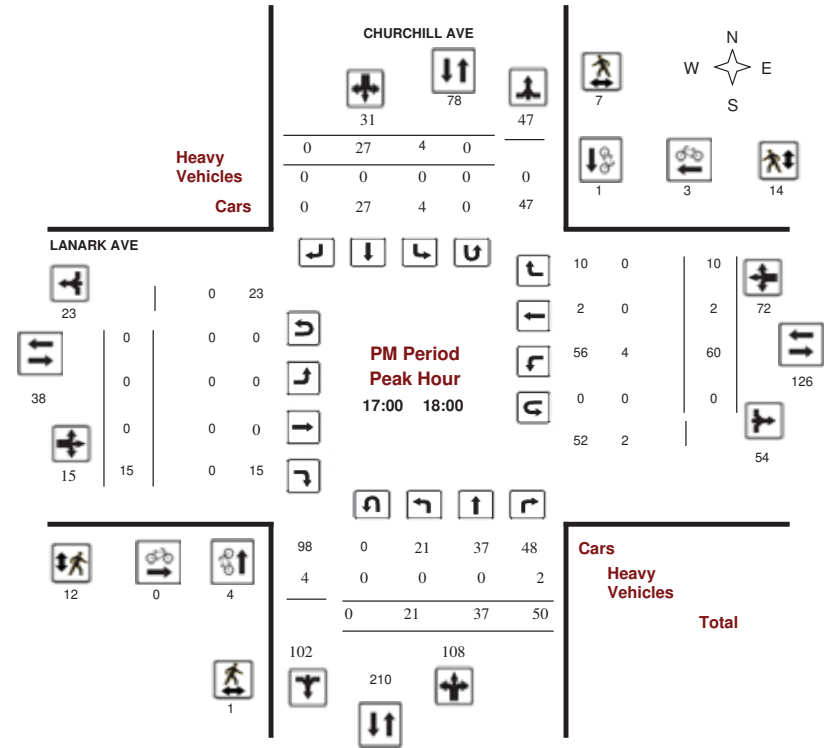 CHURCHILL AVE
N
W E
S
78
7
31 47
0 27 4 0
Heavy
Vehicles
0 0 0 0 0
1 3 14
Cars 0 27 4 0 47
LANARK AVE
10 0 10
0 23
23
2 0 2 72
0 0 0
PM Period
56 4 60
Peak Hour
126
0 0 0
38
17:00 18:00
0 0 0
0 0 0
52 2
54
15 15 0 15
98 0 21 37 48 Cars
4 0 0 0 2 Heavy
Vehicles
12 0 4
0 21 37 50 Total
102 108
210
1